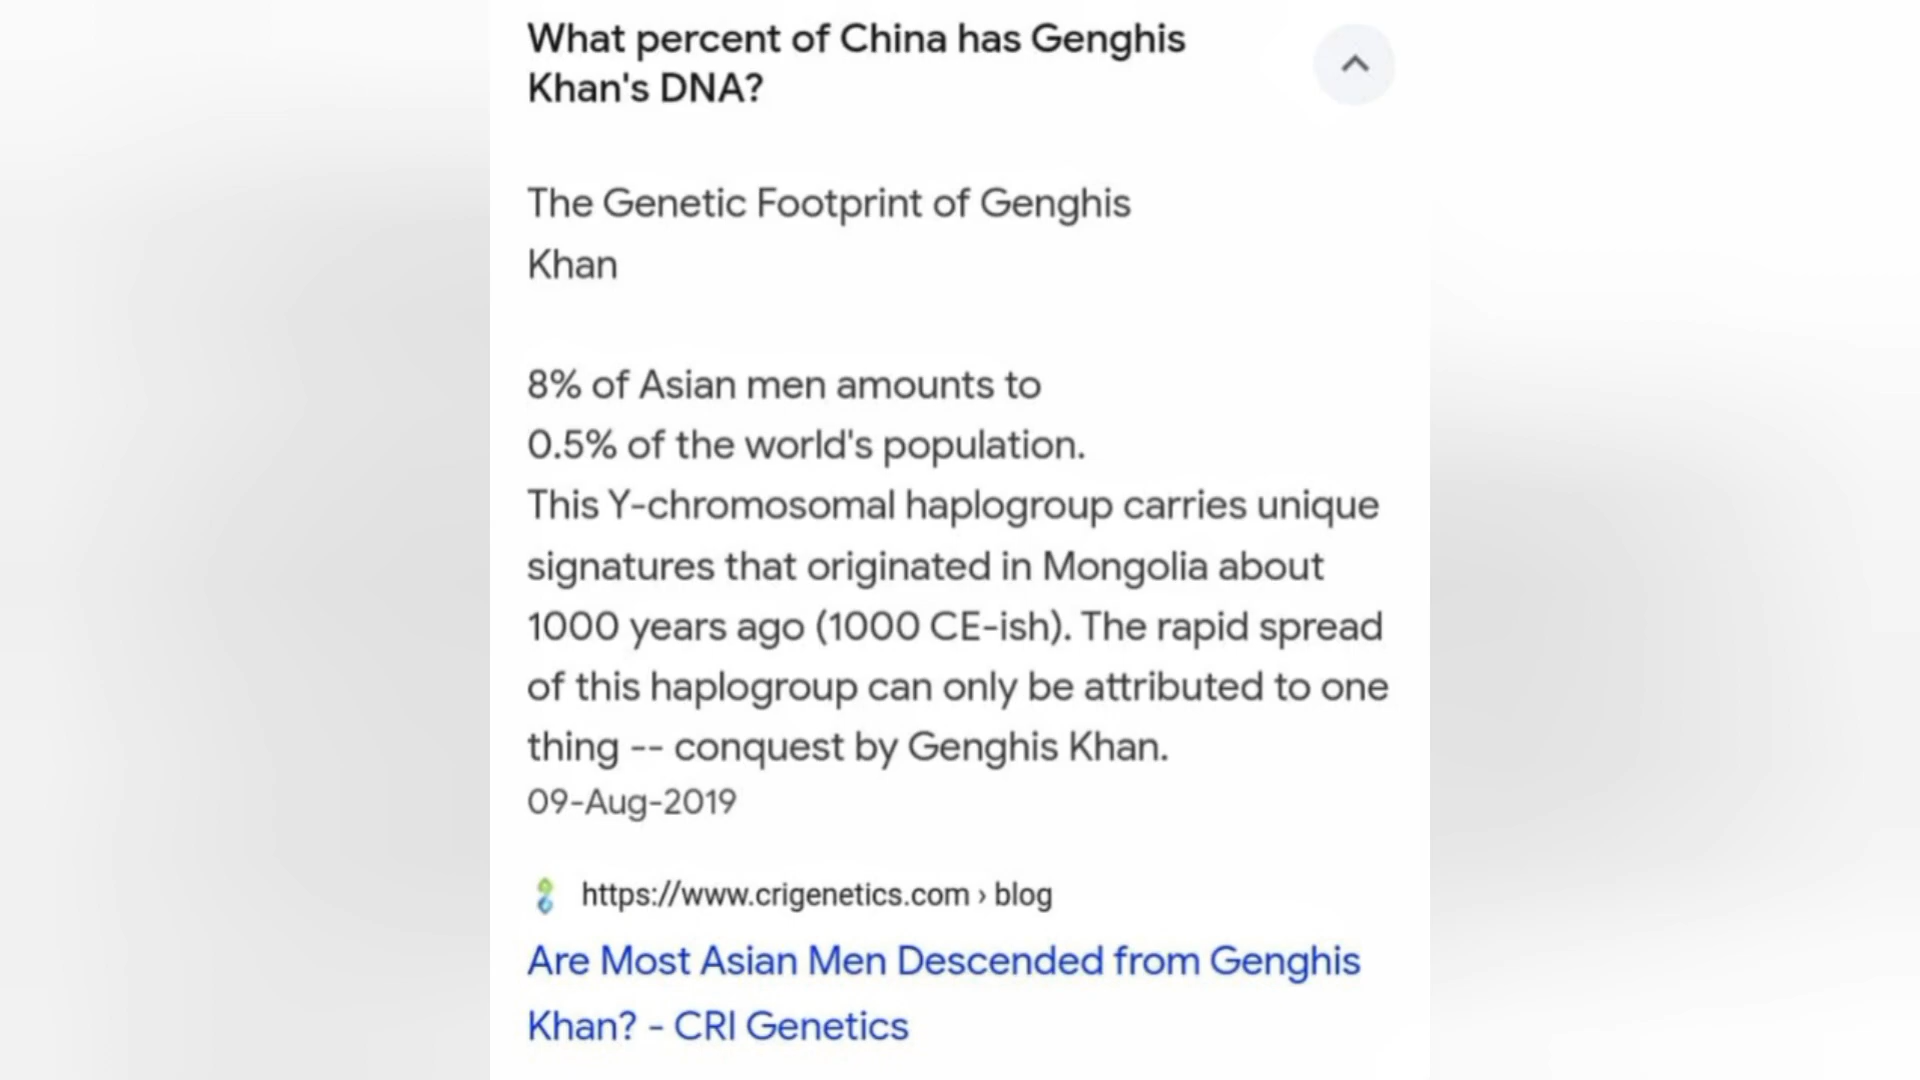 What percent of China has Genghis
Khan's DNA?
The Genetic Footprint of Genghis
Khan
8% of Asian men amounts to
0.5% of the world's population.
This Y-chromosomal haplogroup carries unique
signatures that originated in Mongolia about
1000 years ago (1000 CE-ish). The rapid spread
of this haplogroup can only be attributed to one
thing -- conquest by Genghis Khan.
09-Aug-2019
https://www.crigenetics.com › blog
Are Most Asian Men Descended from Genghis
Khan? - CRI Genetics